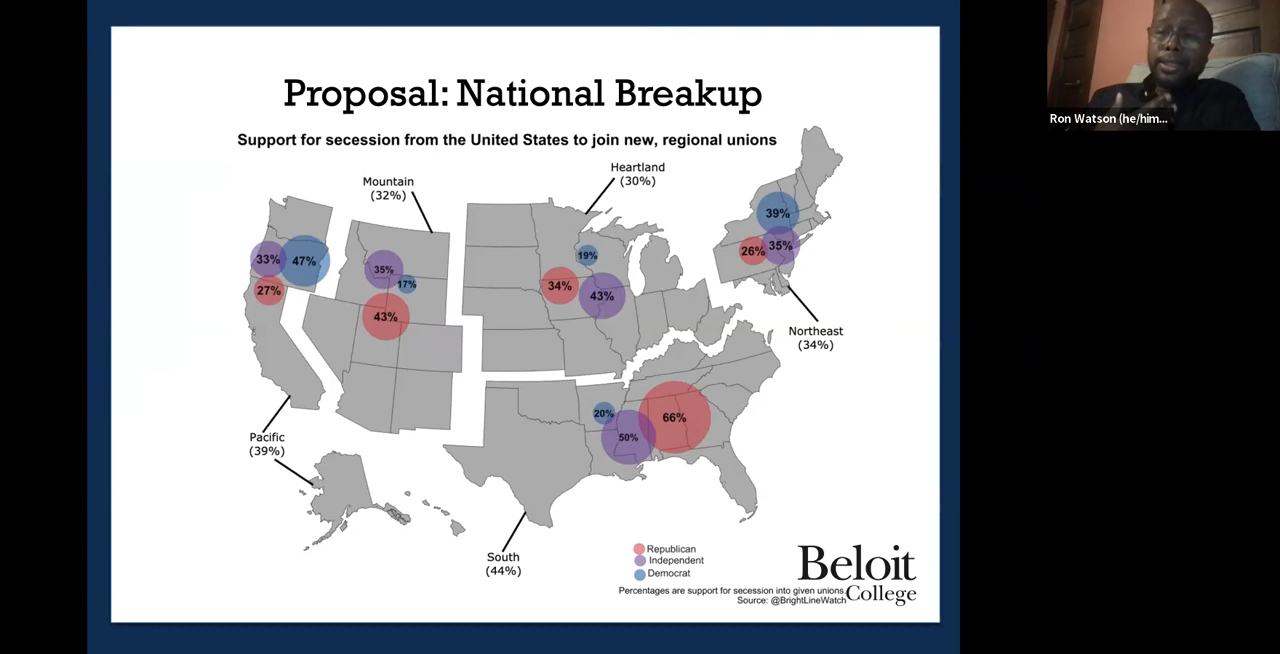 Proposal: National Breakup
Support for secession from the United States to join new, regional unions
Heartland
(30%)
Mountain
(32%)
39%
35%
26%
33%
47%
27%
35%
17%
43%
19%
34%
43%
Northeast
(34%)
20%
66%
50%
Pacific
(39%)
South
(44%)
Republican
Independent
Democrat
Percentages are support for secession into given unions.
Source: @BrightLineWatch
Beloit
College
Ron Watson (he/him...